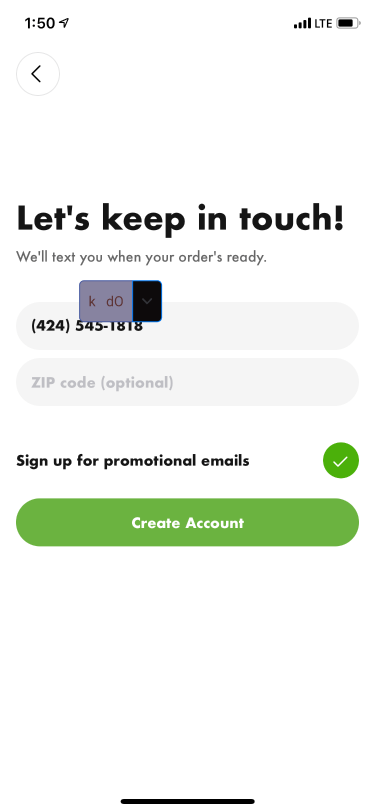 1:50
LTE
Let's keep in touch!
We'll text you when your order's ready.
k dO
(424) 545-1818
ZIP code (optional)
Sign up for promotional emails
Create Account